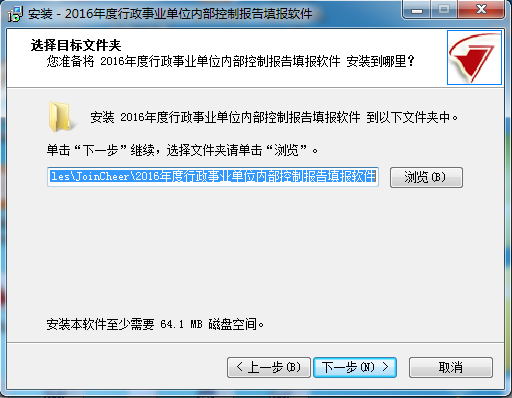 安装 - 2016年度行政事业单位内部控制报告填报软件
选择目标文件夹
您准备将 2016年度行政事业单位内部控制报告填报软件 安装到哪里？
安装 2016年度行政事业单位内部控制报告填报软件 到以下文件夹中。
单击“下一步”继续，选择文件夹请单击“浏览”。
les\JoinCheer\2016年度行政事业单位内部控制报告填报软件
浏览(B)
安装本软件至少需要 64.1 MB 磁盘空间。
< 上一步(B)
下一步(N) >
取消